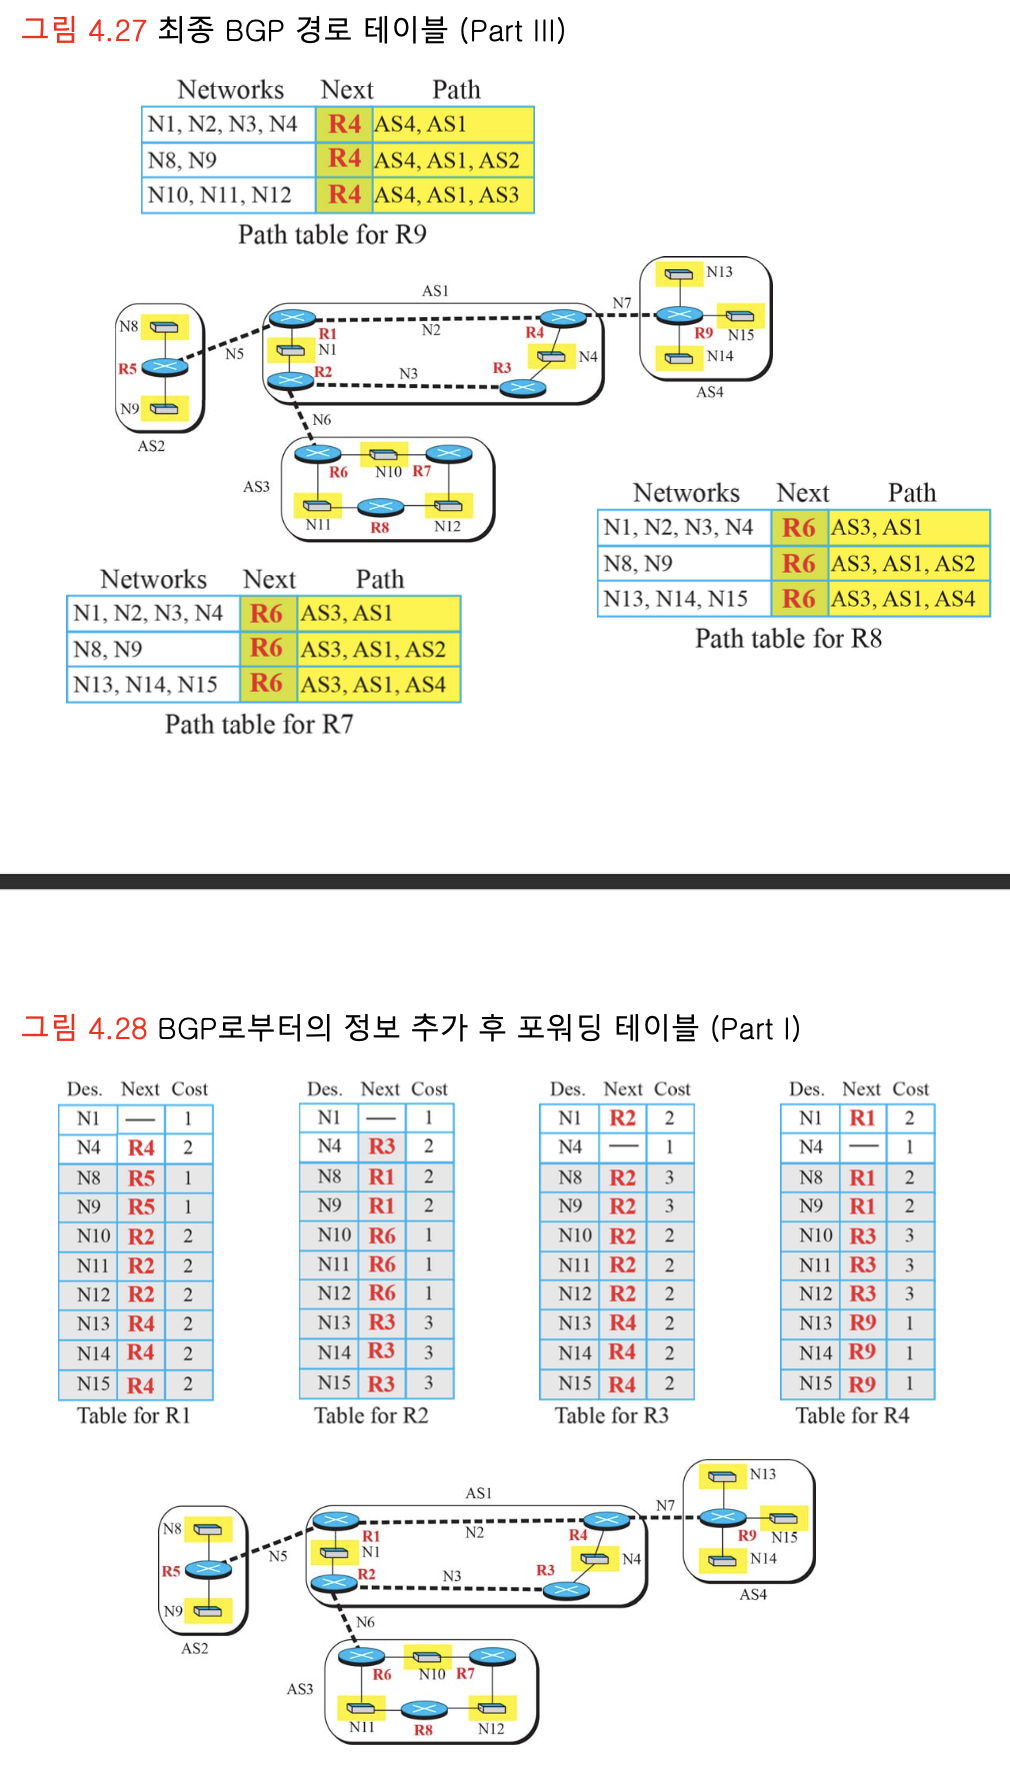 그림 4.27 최종 BGP 경로 테이블 (Part III)
Networks Next Path
N1, N2, N3, N4 R4 AS4, AS1
N8, N9 R4 AS4, AS1, AS2
N10, N11, N12 R4 AS4, AS1, AS3
Path table for R9
AS1
N13
N7
N8
R1
N2
R4
R9 N15
N5
N1
N4
N14
R5
R2
N3
R3
AS4
N9
N6
AS2
R6 N10 R7
AS3
N11 R8 N12
Networks Next Path
N1, N2, N3, N4 R6 AS3, AS1
N8, N9 R6 AS3, AS1, AS2
N13, N14, N15 R6 AS3, AS1, AS4
Path table for R8
Networks Next Path
N1, N2, N3, N4 R6 AS3, AS1
N8, N9 R6 AS3, AS1, AS2
N13, N14, N15 R6 AS3, AS1, AS4
Path table for R7
그림 4.28 BGP로부터의 정보 추가 후 포워딩 테이블 (Part I)
Des. Next Cost
N1 — 1
N4 R4 2
N8 R5 1
N9 R5 1
N10 R2 2
N11 R2 2
N12 R2 2
N13 R4 2
N14 R4 2
N15 R4 2
Table for R1
Des. Next Cost
N1 — 1
N4 R3 2
N8 R1 2
N9 R1 2
N10 R6 1
N11 R6 1
N12 R6 1
N13 R3 3
N14 R3 3
N15 R3 3
Table for R2
Des. Next Cost
N1 R2 2
N4 — 1
N8 R2 3
N9 R2 3
N10 R2 2
N11 R2 2
N12 R2 2
N13 R4 2
N14 R4 2
N15 R4 2
Table for R3
Des. Next Cost
N1 R1 2
N4 — 1
N8 R1 2
N9 R1 2
N10 R3 3
N11 R3 3
N12 R3 3
N13 R9 1
N14 R9 1
N15 R9 1
Table for R4
AS1
N13
N7
N8
R1
N2
R4
R9 N15
N5
N1
N4
N14
R5
R2
N3
R3
AS4
N9
N6
AS2
R6 N10 R7
AS3
N11 R8 N12